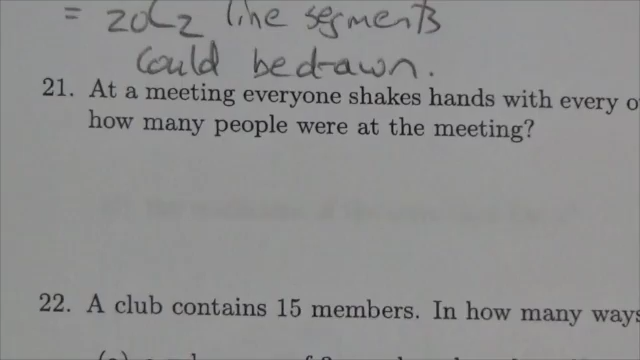 = 20C2 line segments
could be drawn.
21. At a meeting everyone shakes hands with every
how many people were at the meeting?
22. A club contains 15 members. In how many ways